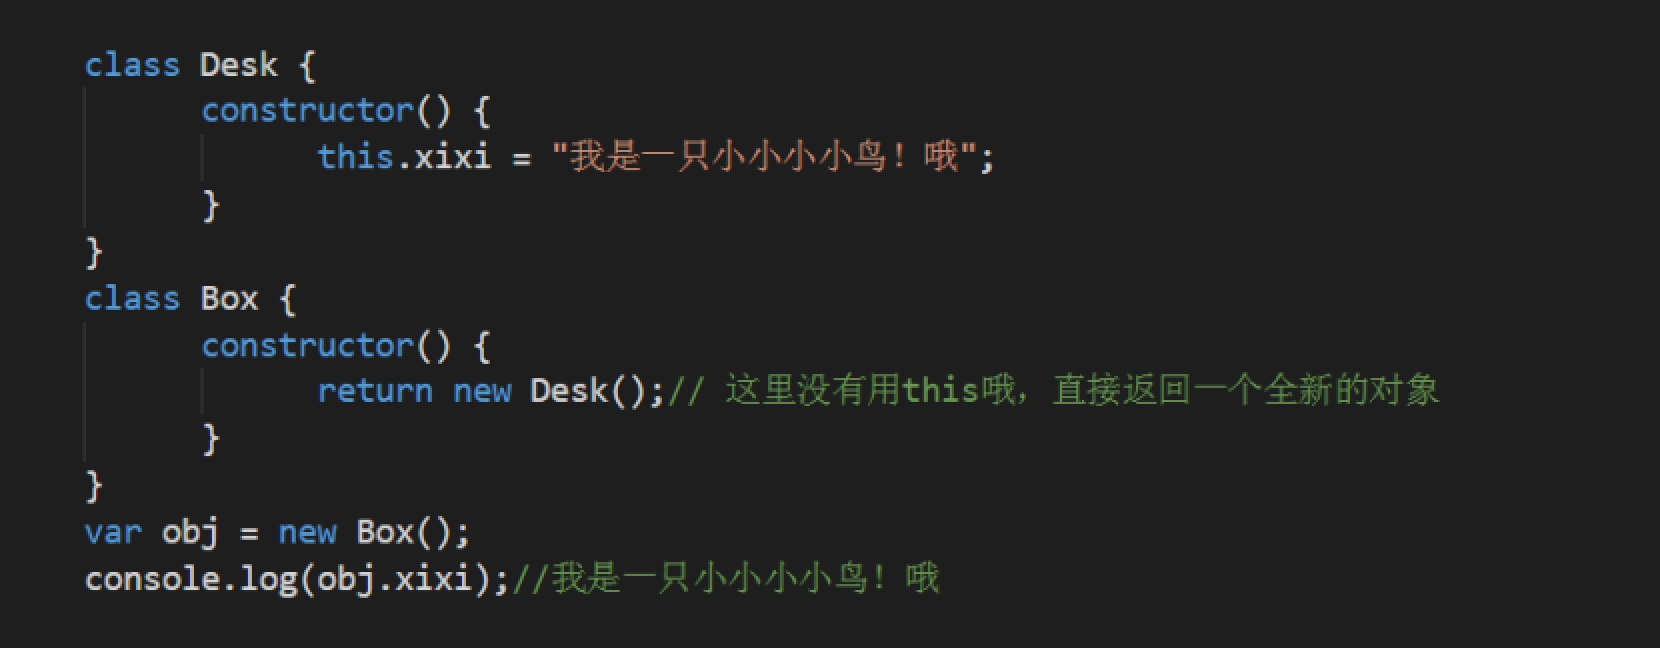 class Desk {
constructor() {
this.xixi = "我是一只小小小小鸟！哦";
}
}
class Box {
constructor() {
return new Desk();// 这里没有用this哦，直接返回一个全新的对象
}
}
var obj = new Box();
console.log(obj.xixi);//我是一只小小小小鸟！哦